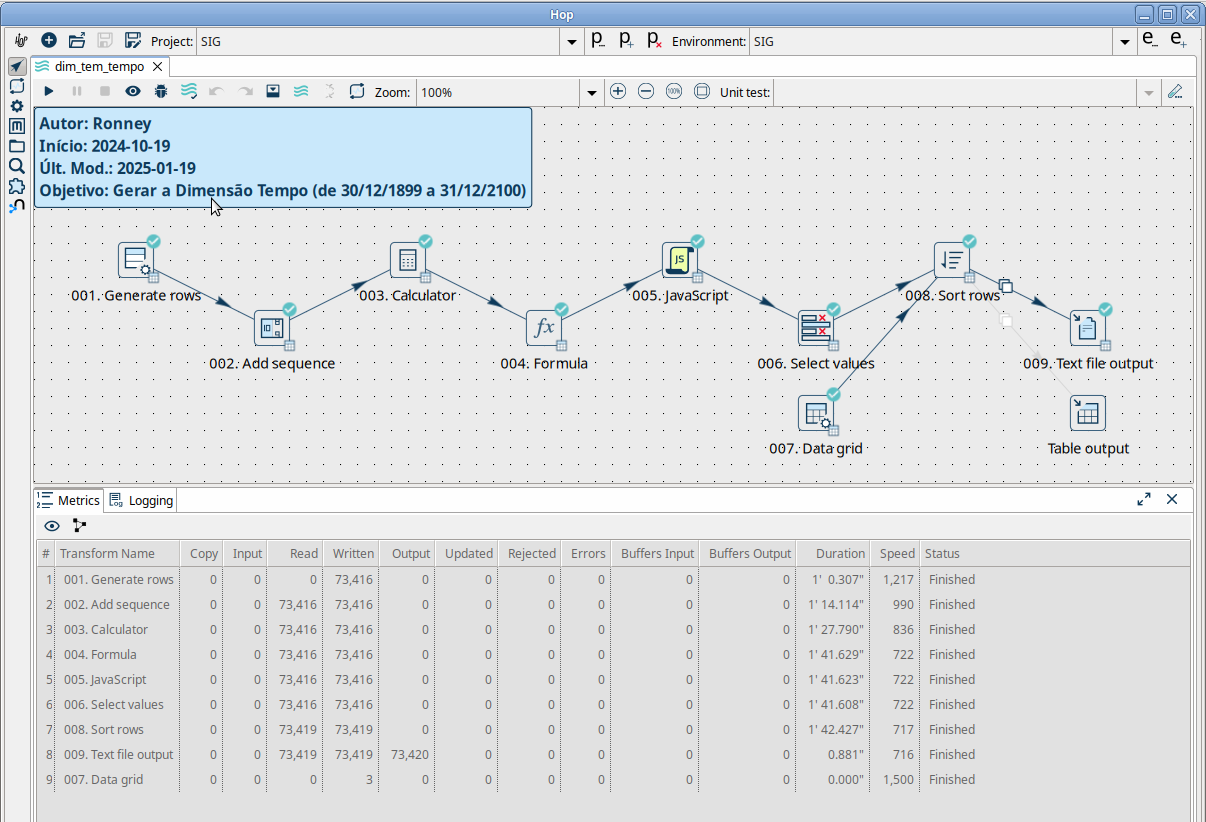 Hop
Hop Project: SIG Environment: SIG
dim_tem_tempo
Zoom: 100% 100% Unit test:
Autor: Ronney
Início: 2024-10-19
Últ. Mod.: 2025-01-19
Objetivo: Gerar a Dimensão Tempo (de 30/12/1899 a 31/12/2100)
001. Generate rows
003. Calculator
JS
005. JavaScript
008. Sort rows
002. Add sequence
fx
004. Formula
006. Select values
009. Text file output
007. Data grid
Table output
Metrics Logging
# Transform Name Copy Input Read Written Output Updated Rejected Errors Buffers Input Buffers Output Duration Speed Status
1 001. Generate rows 0 0 0 73,416 0 0 0 0 0 0 1' 0.307" 1,217 Finished
2 002. Add sequence 0 0 73,416 73,416 0 0 0 0 0 0 1' 14.114" 990 Finished
3 003. Calculator 0 0 73,416 73,416 0 0 0 0 0 0 1' 27.790" 836 Finished
4 004. Formula 0 0 73,416 73,416 0 0 0 0 0 0 1' 41.629" 722 Finished
5 005. JavaScript 0 0 73,416 73,416 0 0 0 0 0 0 1' 41.623" 722 Finished
6 006. Select values 0 0 73,416 73,416 0 0 0 0 0 0 1' 41.608" 722 Finished
7 008. Sort rows 0 0 73,419 73,419 0 0 0 0 0 0 1' 42.427" 717 Finished
8 009. Text file output 0 0 73,419 73,419 73,420 0 0 0 0 0 0.881" 716 Finished
9 007. Data grid 0 0 0 3 0 0 0 0 0 0 0.000" 1,500 Finished